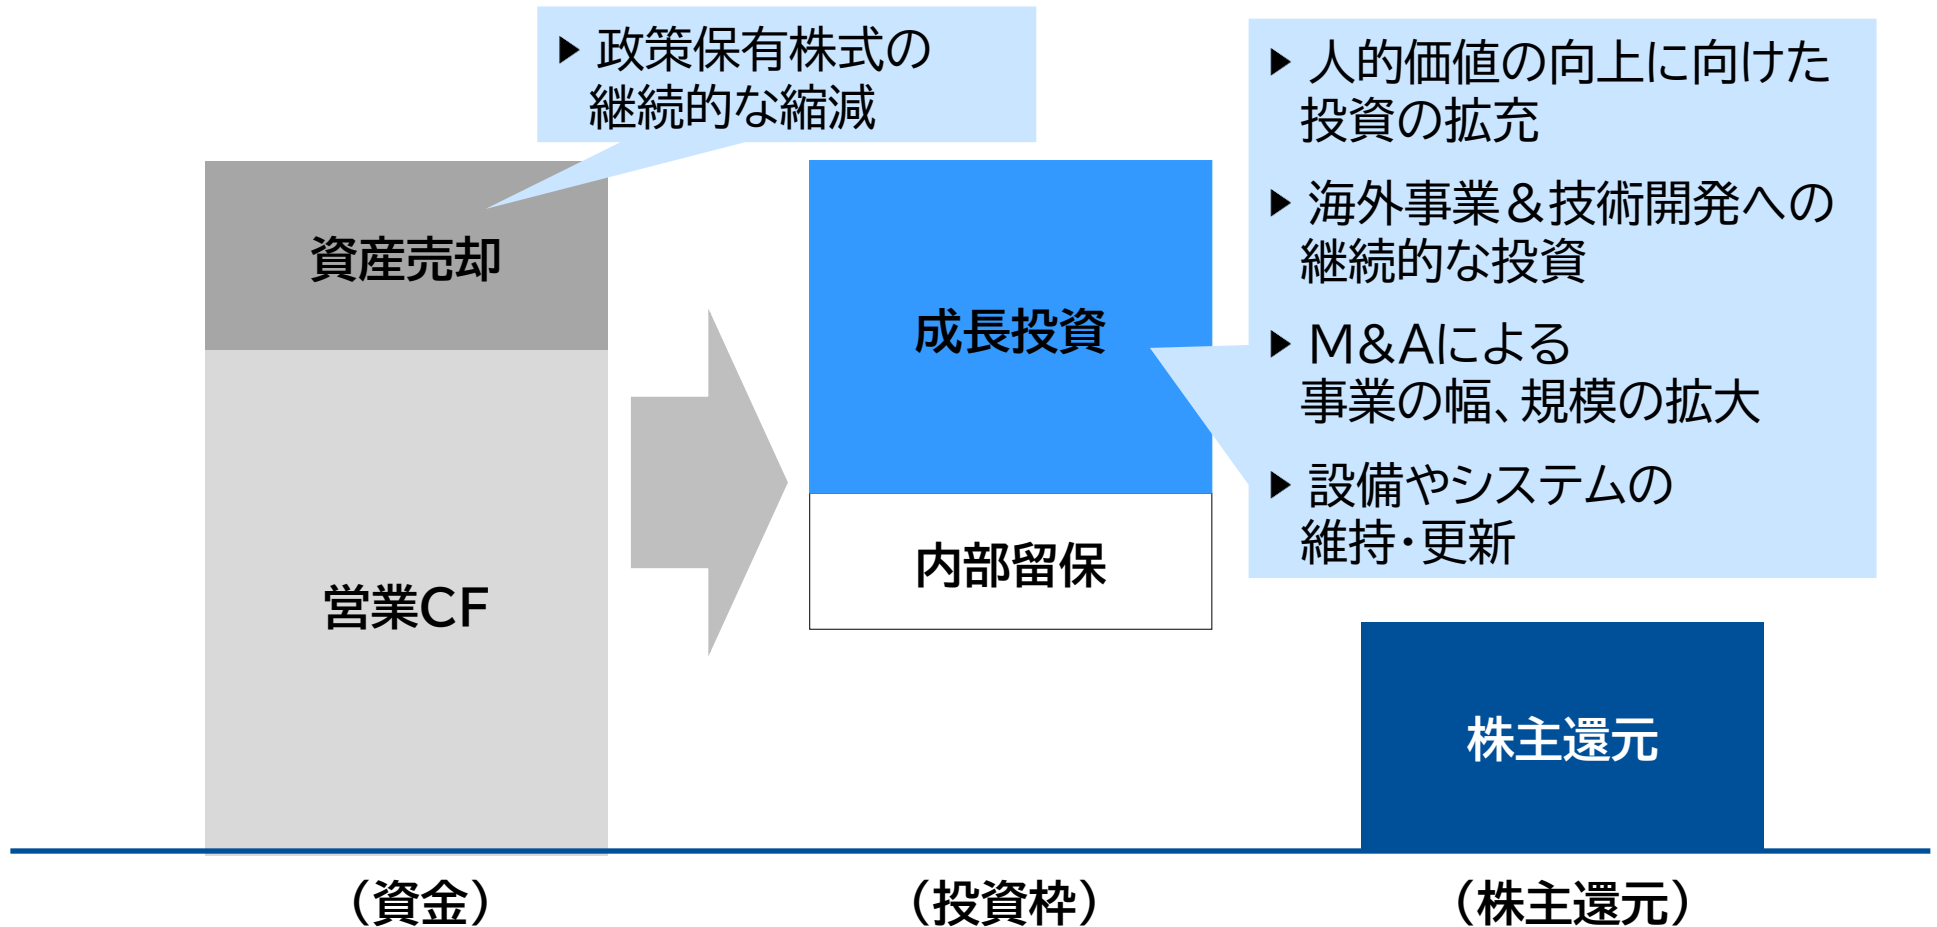 ▶ 政策保有株式の
継続的な縮減
資産売却
営業CF
成長投資
内部留保
▶ 人的価値の向上に向けた
投資の拡充
▶ 海外事業＆技術開発への
継続的な投資
▶ M&Aによる
事業の幅、規模の拡大
▶ 設備やシステムの
維持・更新
株主還元
（資金）
（投資枠）
（株主還元）